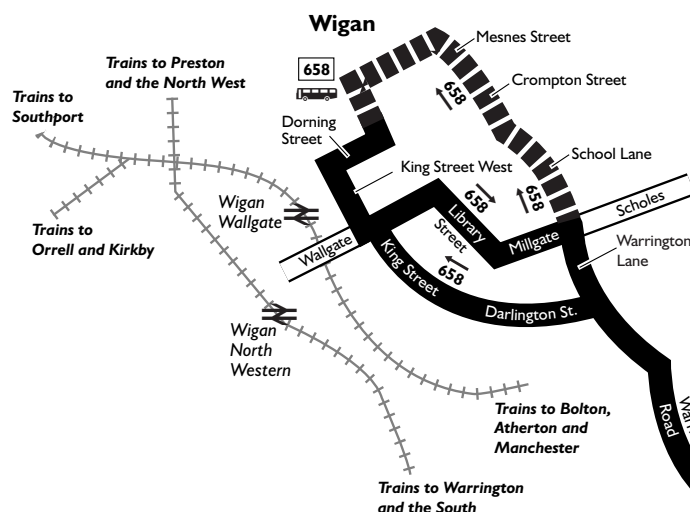 Wigan
Mesnes Street
Trains to Preston
and the North West
658
Crompton Street
Trains to
Southport
658
Dorning
Street
School Lane
King Street West
Wigan
Wallgate
658
658
Scholes
Library
Street
Millgate
Trains to
Orrell and Kirkby
Wallgate
King Street
658
Warrington
Lane
Darlington St.
Wigan
North
Western
Trains to Bolton,
Atherton and
Manchester
Road
Trains to Warrington
and the South